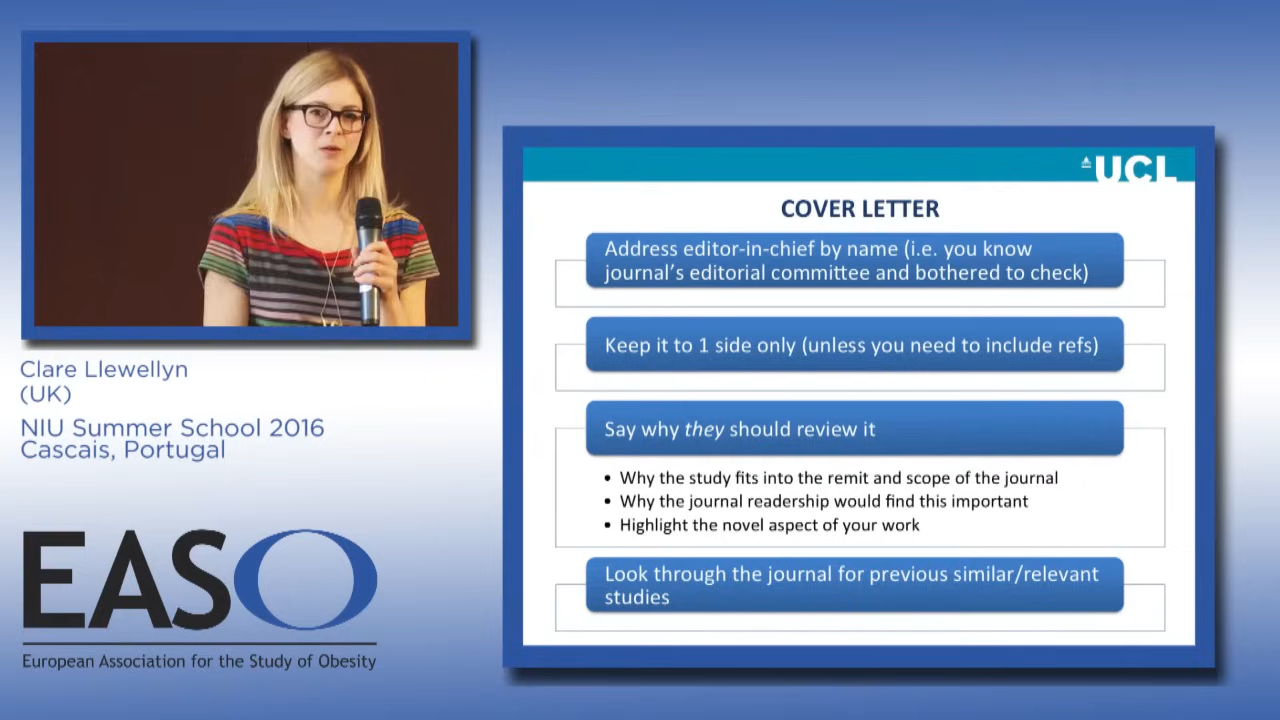 Clare Llewellyn
(UK)
NIU Summer School 2016
Cascais, Portugal
EASO
European Association for the Study of Obesity
UCL
COVER LETTER
Address editor-in-chief by name (i.e. you know
journal's editorial committee and bothered to check)
Keep it to 1 side only (unless you need to include refs)
Say why they should review it
• Why the study fits into the remit and scope of the journal
• Why the journal readership would find this important
• Highlight the novel aspect of your work
Look through the journal for previous similar/relevant
studies